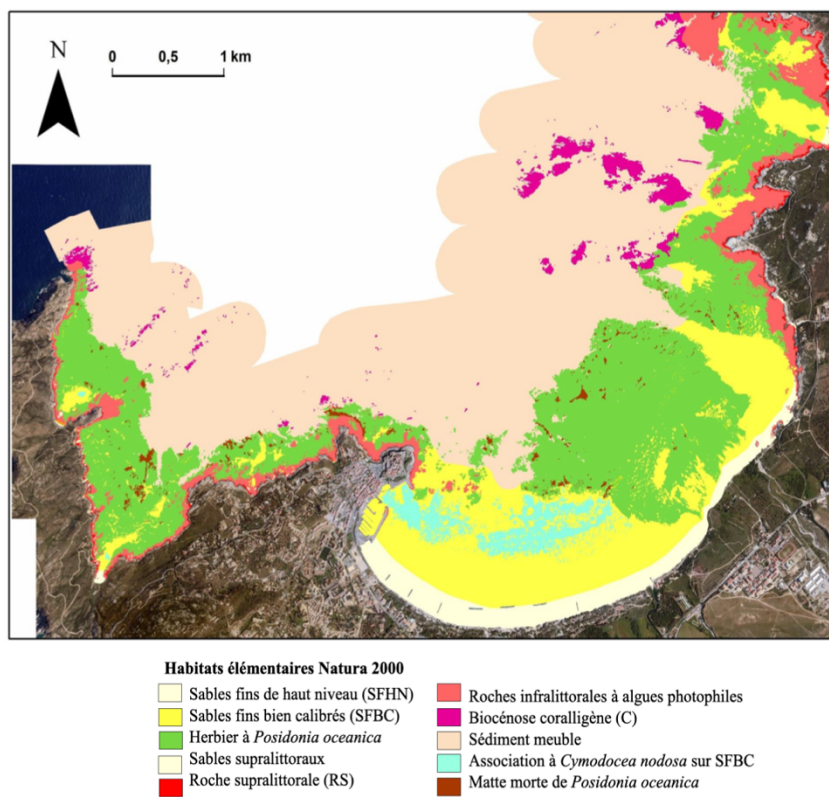 N
0 0,5 1 km
Habitats élémentaires Natura 2000
Sables fins de haut niveau (SFHN)
Sables fins bien calibrés (SFBC)
Herbier à Posidonia oceanica
Sables supralittoraux
Roche supralittorale (RS)
Roches infralittorales à algues photophiles
Biocénose coralligène (C)
Sédiment meuble
Association à Cymodocea nodosa sur SFBC
Matte morte de Posidonia oceanica